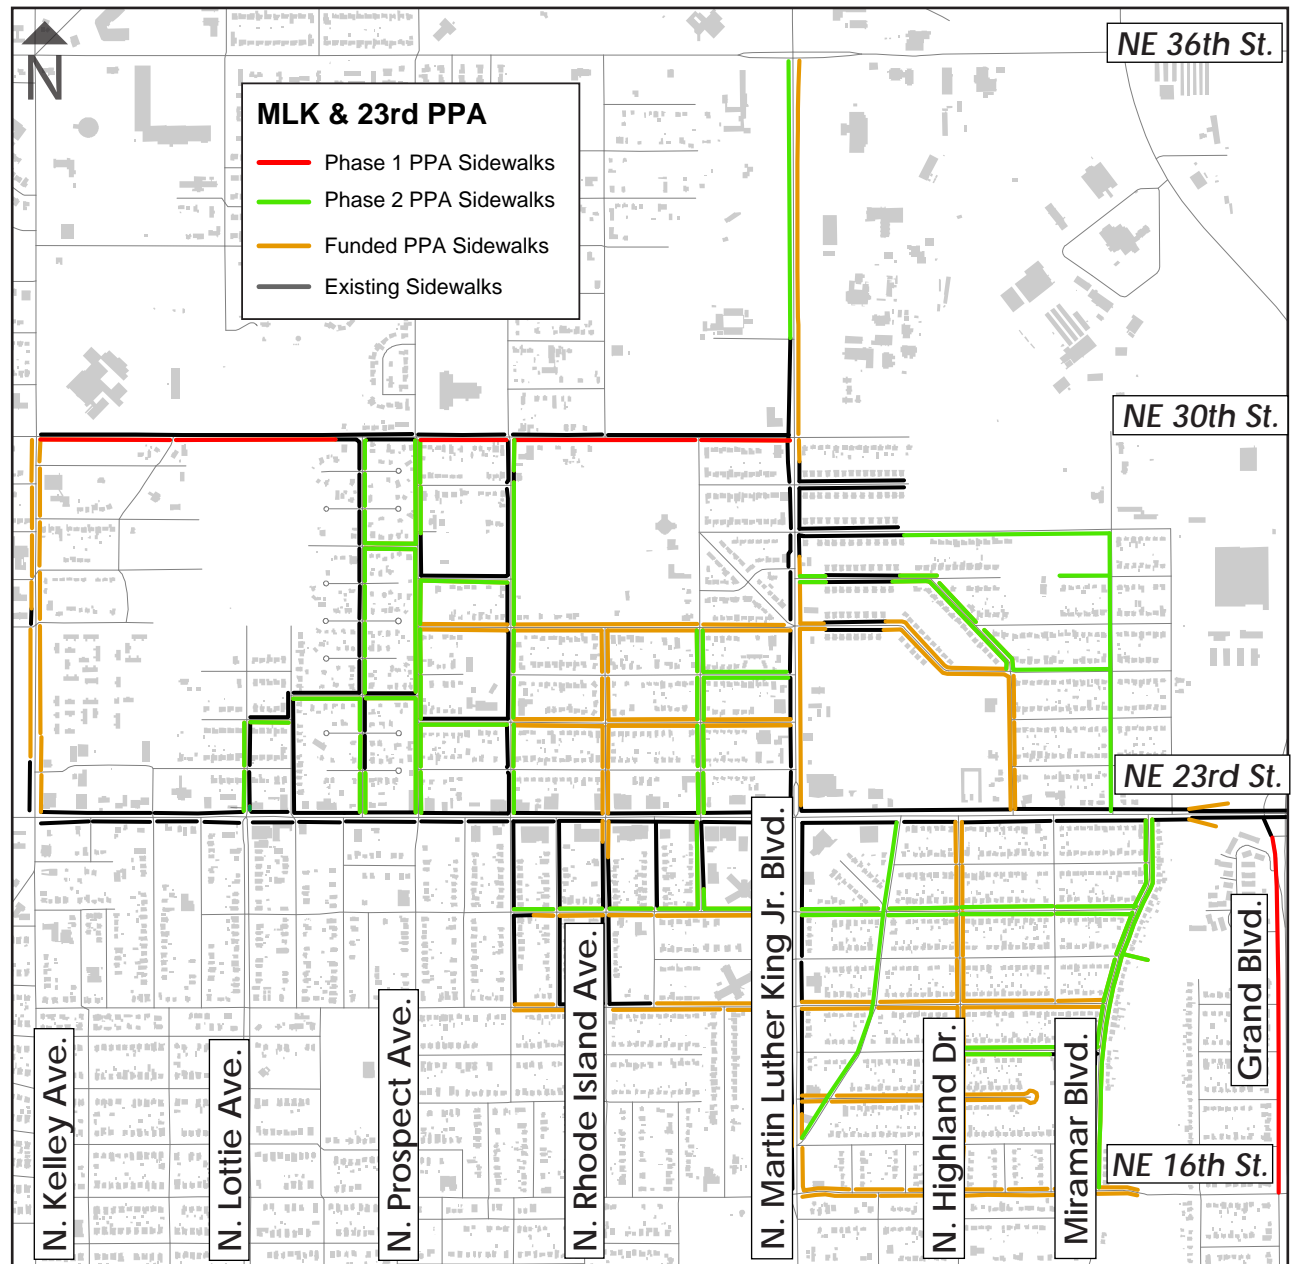 NE 36th St.
N
MLK & 23rd PPA
Phase 1 PPA Sidewalks
Phase 2 PPA Sidewalks
Funded PPA Sidewalks
Existing Sidewalks
NE 30th St.
NE 23rd St.
N. Kelley Ave.
N. Lottie Ave.
N. Prospect Ave.
N. Rhode Island Ave.
N. Martin Luther King Jr. Blvd.
N. Highland Dr.
Miramar Blvd.
Grand Blvd.
NE 16th St.